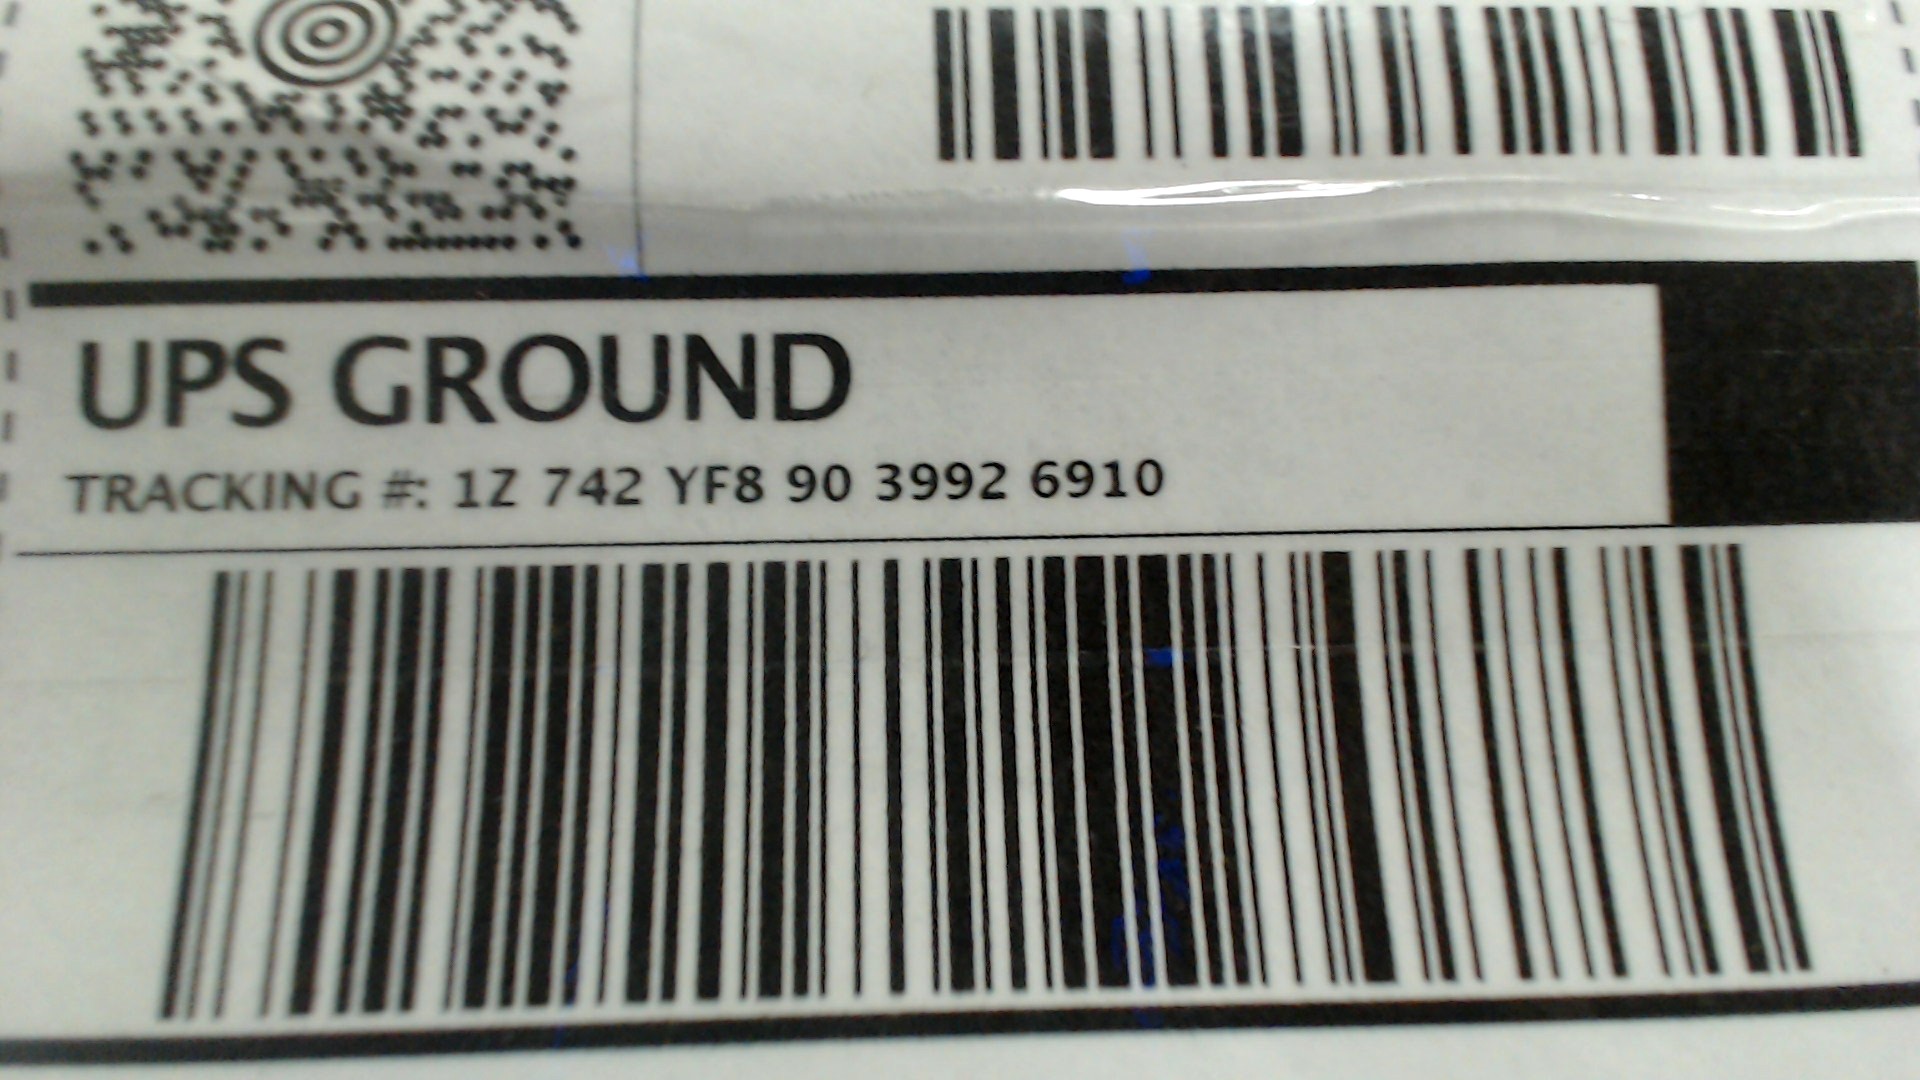 UPS GROUND
TRACKING #: 1Z 742 YF8 90 3992 6910